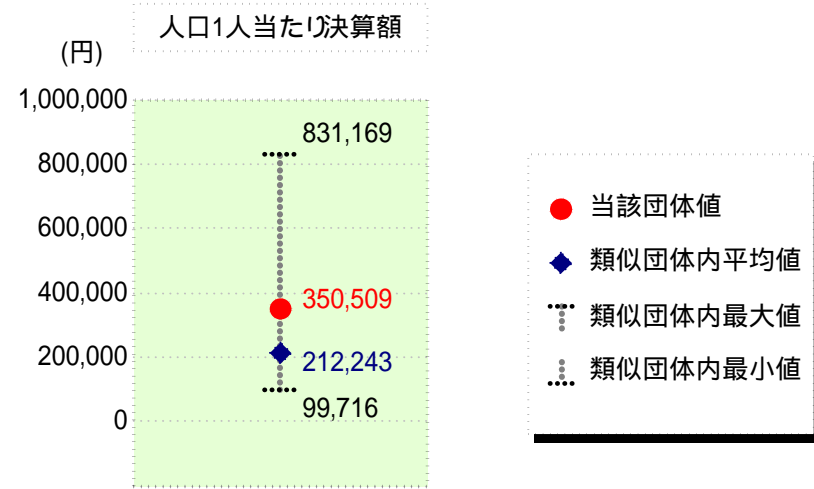 人口1人当たり決算額
(円)
1,000,000
831,169
800,000
600,000
400,000
350,509
200,000
212,243
99,716
0
当該団体値
類似団体内平均値
類似団体内最大値
類似団体内最小値